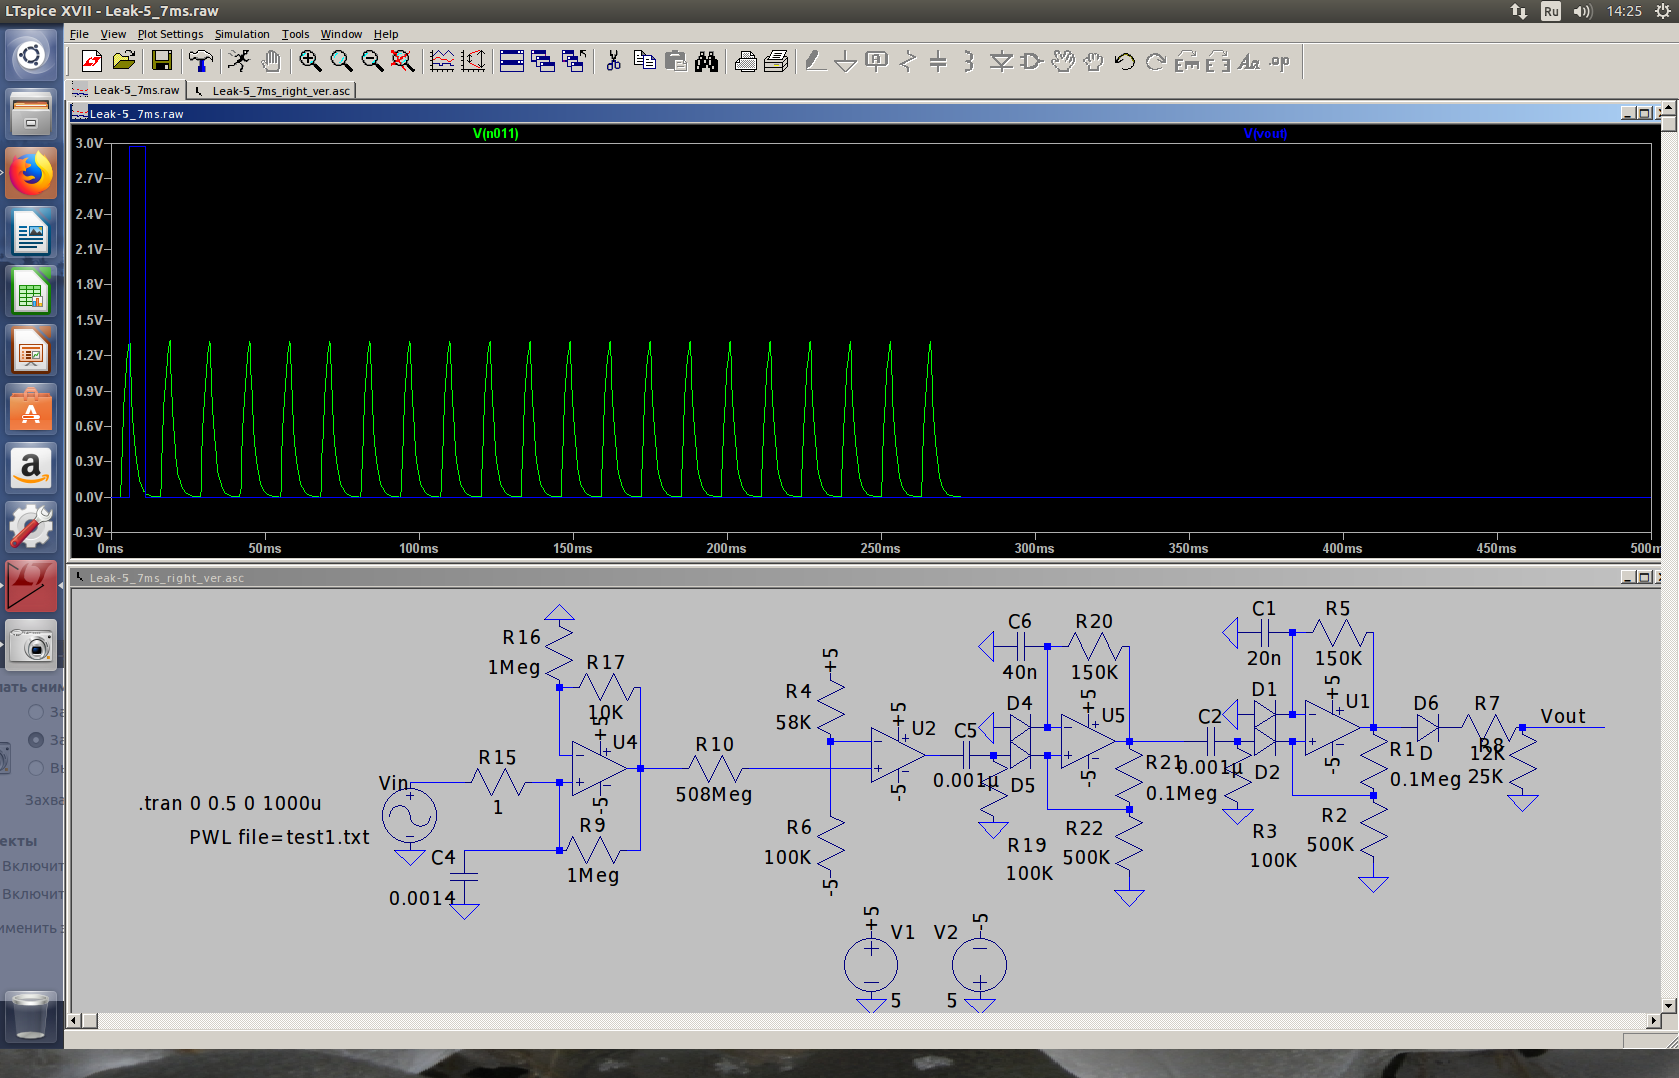 LTspice XVII - Leak-5_7ms.raw
Ru
14:25
File View Plot Settings Simulation Tools Window Help
Leak-5_7ms.raw
Leak-5_7ms_right_ver.asc
Leak-5_7ms.raw
V(n011)
V(vout)
3.0V
2.7V
2.4V
2.1V
1.8V
1.5V
1.2V
0.9V
0.6V
0.3V
0.0V
-0.3V
0ms 50ms 100ms 150ms 200ms 250ms 300ms 350ms 400ms 450ms 500m
Leak-5_7ms_right_ver.asc
R16
1Meg
R17
10K
+5
U4
-5
R15
1
Vin
.tran 0 0.5 0 1000u
PWL file=test1.txt
C4
0.0014
R9
1Meg
R10
508Meg
+5
R4
58K
+5
U2
-5
R6
100K
-5
C5
0.001µ
C6
40n
R20
150K
D4
+5
U5
-5
D5
R19
100K
R21
0.1Meg
R22
500K
C1
20n
R5
150K
C2
0.001µ
D1
+5
U1
-5
D2
R3
100K
R1
0.1Meg
R2
500K
D6
D
R7
12K
Vout
R8
25K
+5
V1
5
-5
V2
5
ать сним
За
За
Вы
Захва
екты
Включит
Включит
именить э